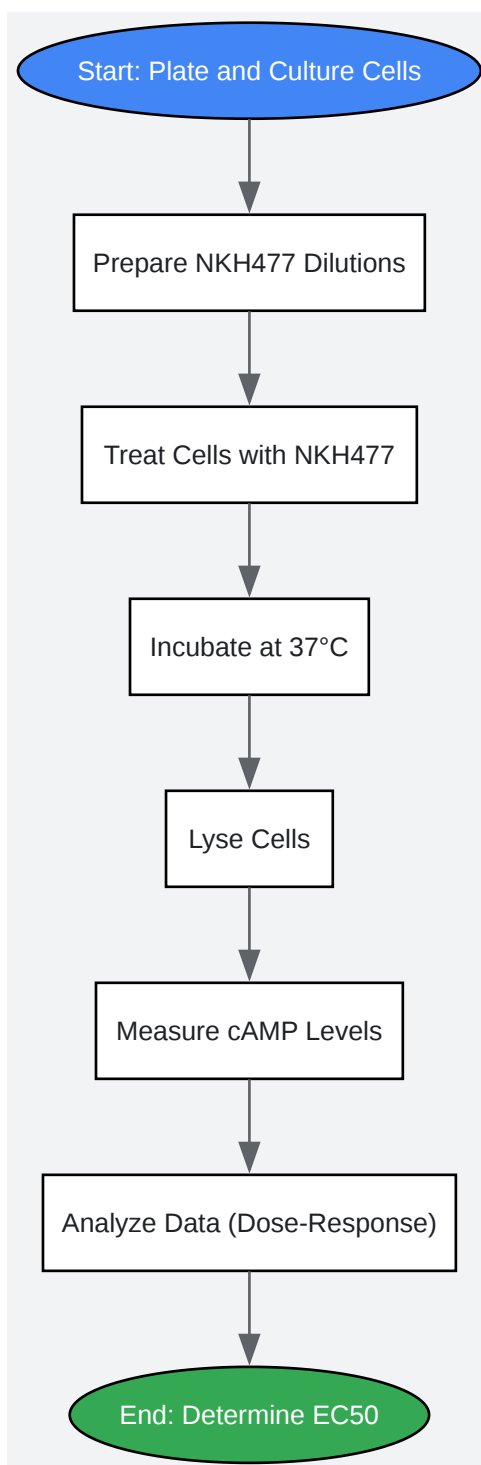 Start: Plate and Culture Cells
Prepare NKH477 Dilutions
Treat Cells with NKH477
Incubate at 37°C
Lyse Cells
Measure cAMP Levels
Analyze Data (Dose-Response)
End: Determine EC50